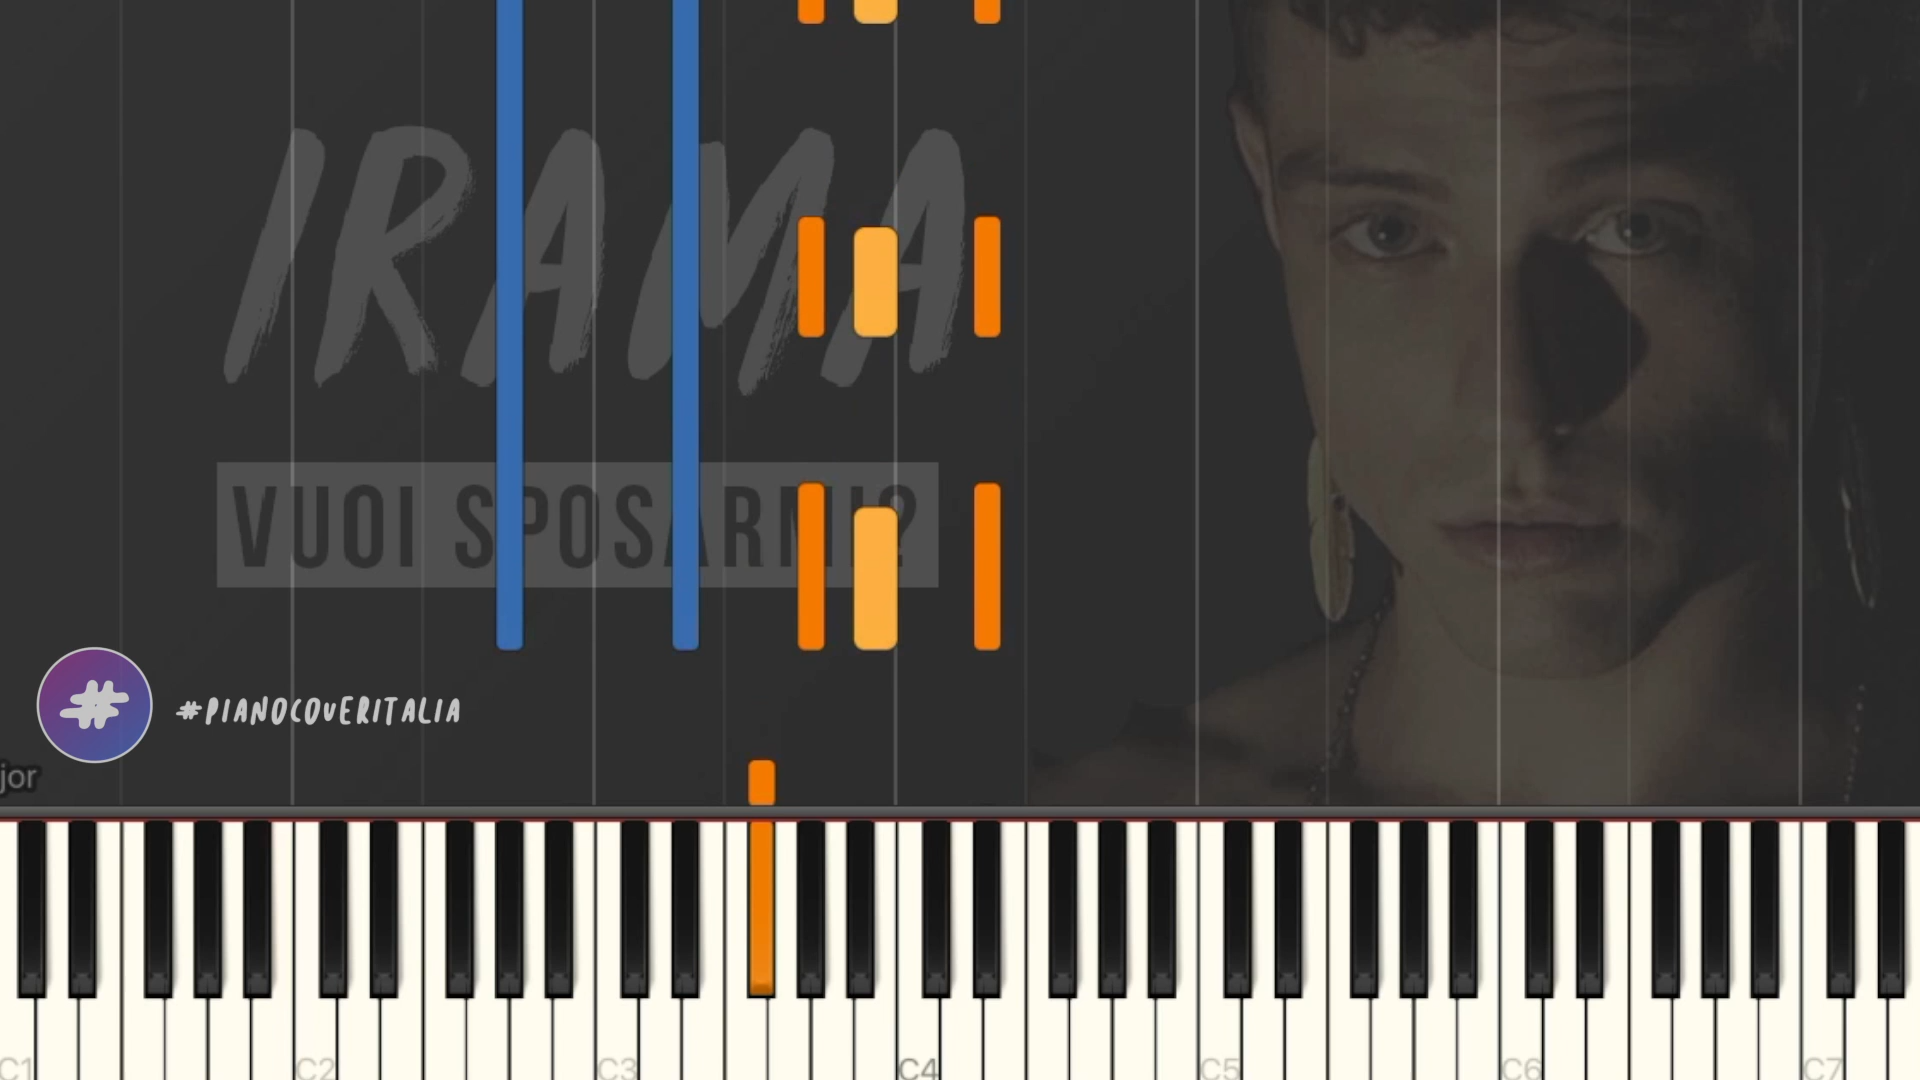 IRAMA
VUOI SPOSARMI?
#PIANOCOVERITALIA
jor
C1 C2 C3 C4 C5 C6 C7